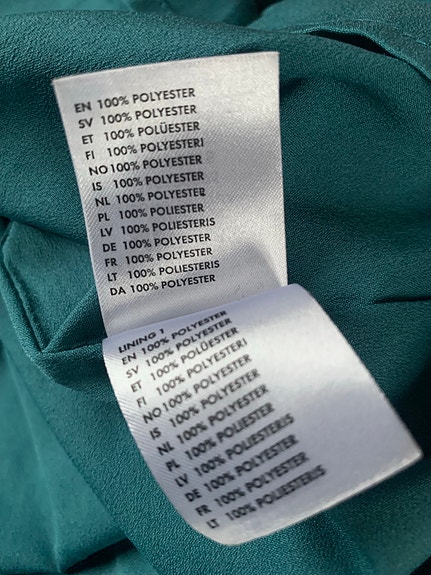 EN 100% POLYESTER
SV 100% POLYESTER
ET 100% POLÜESTER
FI 100% POLYESTERI
NO 100% POLYESTER
IS 100% POLYESTER
NL 100% POLYESTER
PL 100% POLIESTER
LV 100% POLIESTERIS
DE 100% POLYESTER
FR 100% POLYESTER
LT 100% POLIESTERIS
DA 100% POLYESTER
LINING 1
EN 100% POLYESTER
SV 100% POLYESTER
ET 100% POLÜESTER
FI 100% POLYESTERI
NO 100% POLYESTER
IS 100% POLYESTER
NL 100% POLYESTER
PL 100% POLIESTER
LV 100% POLIESTERIS
DE 100% POLYESTER
FR 100% POLYESTER
LT 100% POLIESTERIS